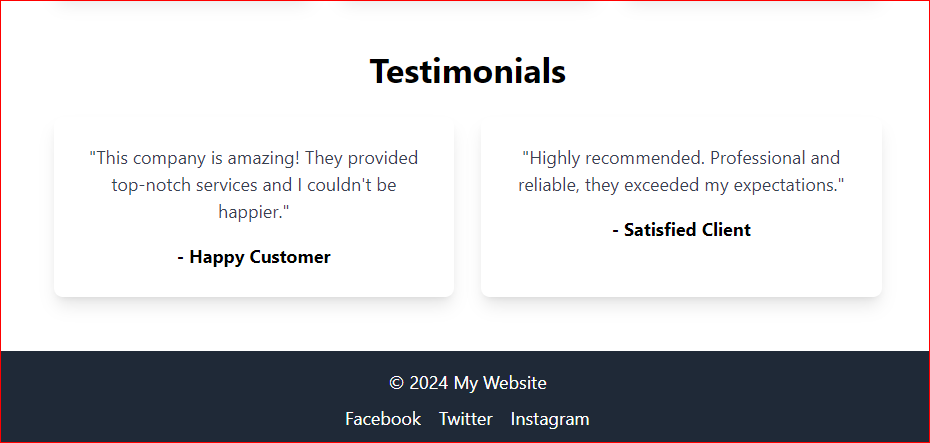 Testimonials
"This company is amazing! They provided
top-notch services and I couldn't be
happier."
- Happy Customer
"Highly recommended. Professional and
reliable, they exceeded my expectations."
- Satisfied Client
© 2024 My Website
Facebook Twitter Instagram